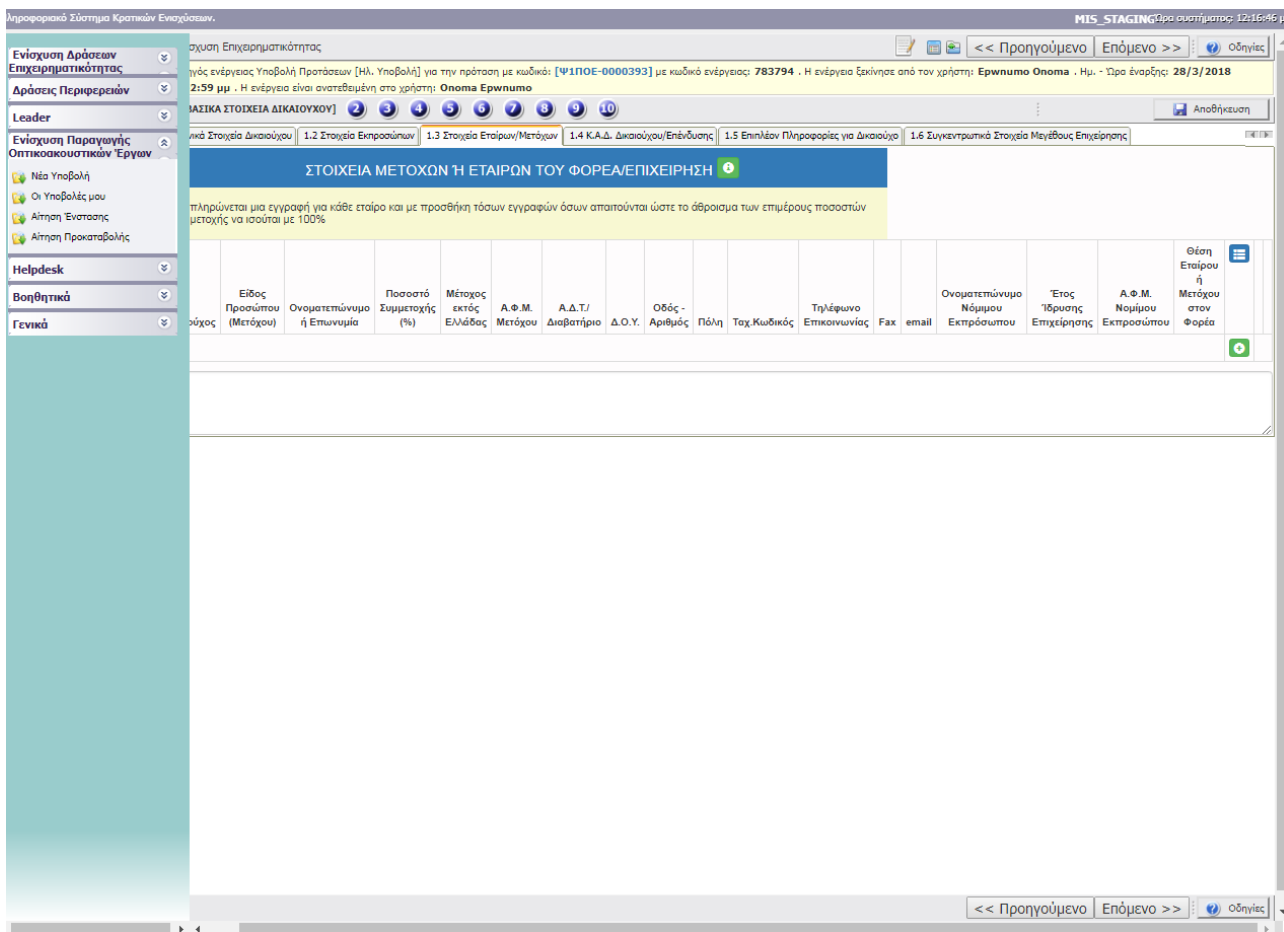 ληροφοριακό Σύστημα Κρατικών Ενισχύσεων.
MIS_STAGING Ώρα συστήματος: 12:16:46 μ
Ενίσχυση Δράσεων
Επιχειρηματικότητας
Δράσεις Περιφερειών
Leader
Ενίσχυση Παραγωγής
Οπτικοακουστικών Έργων
Νέα Υποβολή
Οι Υποβολές μου
Αίτηση Ένστασης
Αίτηση Προκαταβολής
Helpdesk
Βοηθητικά
Γενικά
σχυση Επιχειρηματικότητας
<< Προηγούμενο Επόμενο >> Οδηγίες
ηγός ενέργειας Υποβολή Προτάσεων [Ηλ. Υποβολή] για την πρόταση με κωδικό: [Ψ1ΠΟΕ-0000393] με κωδικό ενέργειας: 783794 . Η ενέργεια ξεκίνησε από τον χρήστη: Epwnumo Onoma . Ημ. - Ώρα έναρξης: 28/3/2018
2:59 μμ . Η ενέργεια είναι ανατεθειμένη στο χρήστη: Onoma Epwnumo
ΒΑΣΙΚΑ ΣΤΟΙΧΕΙΑ ΔΙΚΑΙΟΥΧΟΥ] 2 3 4 5 6 7 8 9 10
Αποθήκευση
ικά Στοιχεία Δικαιούχου 1.2 Στοιχεία Εκπροσώπων 1.3 Στοιχεία Εταίρων/Μετόχων 1.4 Κ.Α.Δ. Δικαιούχου/Επένδυσης 1.5 Επιπλέον Πληροφορίες για Δικαιούχο 1.6 Συγκεντρωτικά Στοιχεία Μεγέθους Επιχείρησης
ΣΤΟΙΧΕΙΑ ΜΕΤΟΧΩΝ Ή ΕΤΑΙΡΩΝ ΤΟΥ ΦΟΡΕΑ/ΕΠΙΧΕΙΡΗΣΗ
πληρώνεται μια εγγραφή για κάθε εταίρο και με προσθήκη τόσων εγγραφών όσων απαιτούνται ώστε το άθροισμα των επιμέρους ποσοστών
μετοχής να ισούται με 100%
ούχος
Είδος
Προσώπου
(Μετόχου)
Ονοματεπώνυμο
ή Επωνυμία
Ποσοστό
Συμμετοχής
(%)
Μέτοχος
εκτός
Ελλάδας
Α.Φ.Μ.
Μετόχου
Α.Δ.Τ./
Διαβατήριο
Δ.Ο.Υ.
Οδός -
Αριθμός
Πόλη
Ταχ.Κωδικός
Τηλέφωνο
Επικοινωνίας
Fax
email
Ονοματεπώνυμο
Νόμιμου
Εκπρόσωπου
Έτος
Ίδρυσης
Επιχείρησης
Α.Φ.Μ.
Νομίμου
Εκπροσώπου
Θέση
Εταίρου
ή
Μετόχου
στον
Φορέα
<< Προηγούμενο Επόμενο >> Οδηγίες